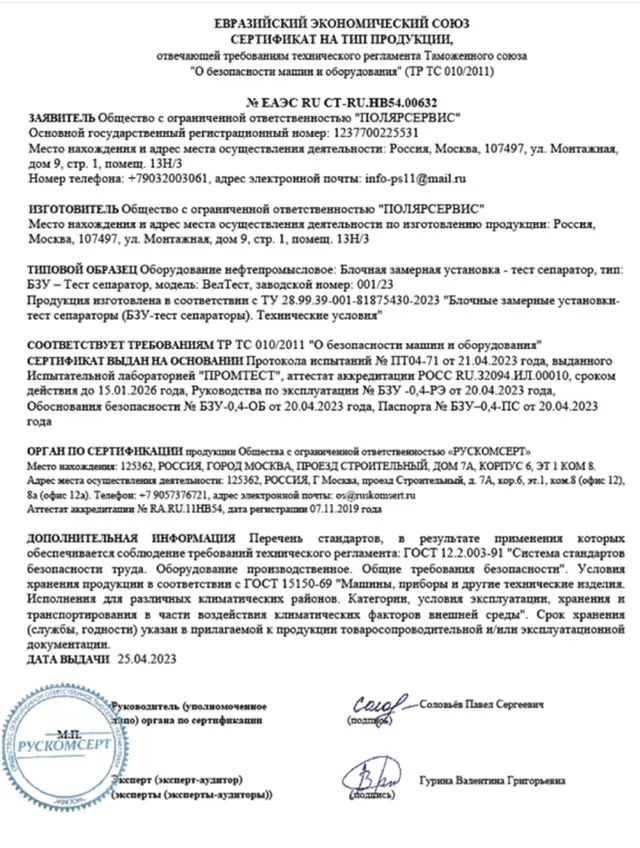 ЕВРАЗИЙСКИЙ ЭКОНОМИЧЕСКИЙ СОЮЗ
СЕРТИФИКАТ НА ТИП ПРОДУКЦИИ,
отвечающей требованиям технического регламента Таможенного союза
"О безопасности машин и оборудования" (ТР ТС 010/2011)
№ ЕАЭС RU СТ-RU.НВ54.00632
ЗАЯВИТЕЛЬ Общество с ограниченной ответственностью "ПОЛЯРСЕРВИС"
Основной государственный регистрационный номер: 1237700225531
Место нахождения и адрес места осуществления деятельности: Россия, Москва, 107497, ул. Монтажная,
дом 9, стр. 1, помещ. 13Н/3
Номер телефона: +79032003061, адрес электронной почты: info-ps11@mail.ru
ИЗГОТОВИТЕЛЬ Общество с ограниченной ответственностью "ПОЛЯРСЕРВИС"
Место нахождения и адрес места осуществления деятельности по изготовлению продукции: Россия,
Москва, 107497, ул. Монтажная, дом 9, стр. 1, помещ. 13Н/3
ТИПОВОЙ ОБРАЗЕЦ Оборудование нефтепромысловое: Блочная замерная установка - тест сепаратор, тип:
БЗУ – Тест сепаратор, модель: ВелТест, заводской номер: 001/23
Продукция изготовлена в соответствии с ТУ 28.99.39-001-81875430-2023 "Блочные замерные установки-
тест сепараторы (БЗУ-тест сепараторы). Технические условия"
СООТВЕТСТВУЕТ ТРЕБОВАНИЯМ ТР ТС 010/2011 "О безопасности машин и оборудования"
СЕРТИФИКАТ ВЫДАН НА ОСНОВАНИИ Протокола испытаний № ПТ04-71 от 21.04.2023 года, выданного
Испытательной лабораторией "ПРОМТЕСТ", аттестат аккредитации РОСС RU.32094.ИЛ.00010, сроком
действия до 15.01.2026 года, Руководства по эксплуатации № БЗУ -0,4-РЭ от 20.04.2023 года,
Обоснования безопасности № БЗУ-0,4-ОБ от 20.04.2023 года, Паспорта № БЗУ–0,4-ПС от 20.04.2023
года
ОРГАН ПО СЕРТИФИКАЦИИ продукции Общества с ограниченной ответственностью «РУСКОМСЕРТ»
Место нахождения: 125362, РОССИЯ, ГОРОД МОСКВА, ПРОЕЗД СТРОИТЕЛЬНЫЙ, ДОМ 7А, КОРПУС 6, ЭТ 1 КОМ 8.
Адрес места осуществления деятельности: 125362, РОССИЯ, Г Москва, проезд Строительный, д. 7А, кор.6, эт.1, ком.8 (офис 12),
8а (офис 12а). Телефон: +7 9057376721, адрес электронной почты: os@ruskomsert.ru
Аттестат аккредитации № RA.RU.11НВ54, дата регистрации 07.11.2019 года
ДОПОЛНИТЕЛЬНАЯ ИНФОРМАЦИЯ Перечень стандартов, в результате применения которых
обеспечивается соблюдение требований технического регламента: ГОСТ 12.2.003-91 "Система стандартов
безопасности труда. Оборудование производственное. Общие требования безопасности". Условия
хранения продукции в соответствии с ГОСТ 15150-69 "Машины, приборы и другие технические изделия.
Исполнения для различных климатических районов. Категории, условия эксплуатации, хранения и
транспортирования в части воздействия климатических факторов внешней среды". Срок хранения
(службы, годности) указан в прилагаемой к продукции товаросопроводительной и/или эксплуатационной
документации.
ДАТА ВЫДАЧИ 25.04.2023
Руководитель (уполномоченное
лицо) органа по сертификации
(подпись)
Соловьёв Павел Сергеевич
М.П.
РУСКОМСЕРТ
Эксперт (эксперт-аудитор)
(эксперты (эксперты-аудиторы))
(подпись)
Гурина Валентина Григорьевна